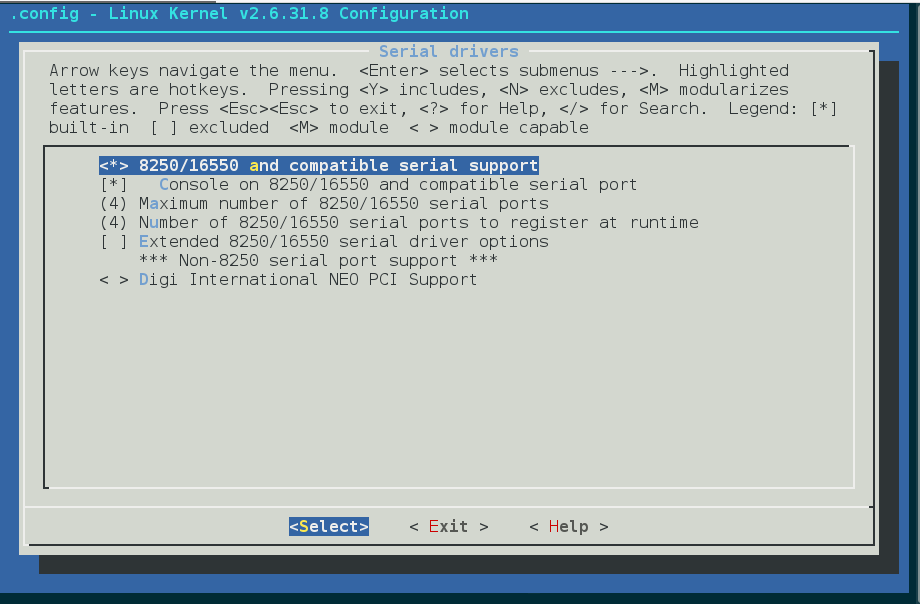 .config - Linux Kernel v2.6.31.8 Configuration
Serial drivers
Arrow keys navigate the menu.  <Enter> selects submenus --->.  Highlighted
letters are hotkeys.  Pressing <Y> includes, <N> excludes, <M> modularizes
features.  Press <Esc><Esc> to exit, <?> for Help, </> for Search.  Legend: [*]
built-in  [ ] excluded  <M> module  < > module capable
<*> 8250/16550 and compatible serial support
[*]   Console on 8250/16550 and compatible serial port
(4) Maximum number of 8250/16550 serial ports
(4) Number of 8250/16550 serial ports to register at runtime
[ ] Extended 8250/16550 serial driver options
*** Non-8250 serial port support ***
< > Digi International NEO PCI Support
<Select>    < Exit >    < Help >